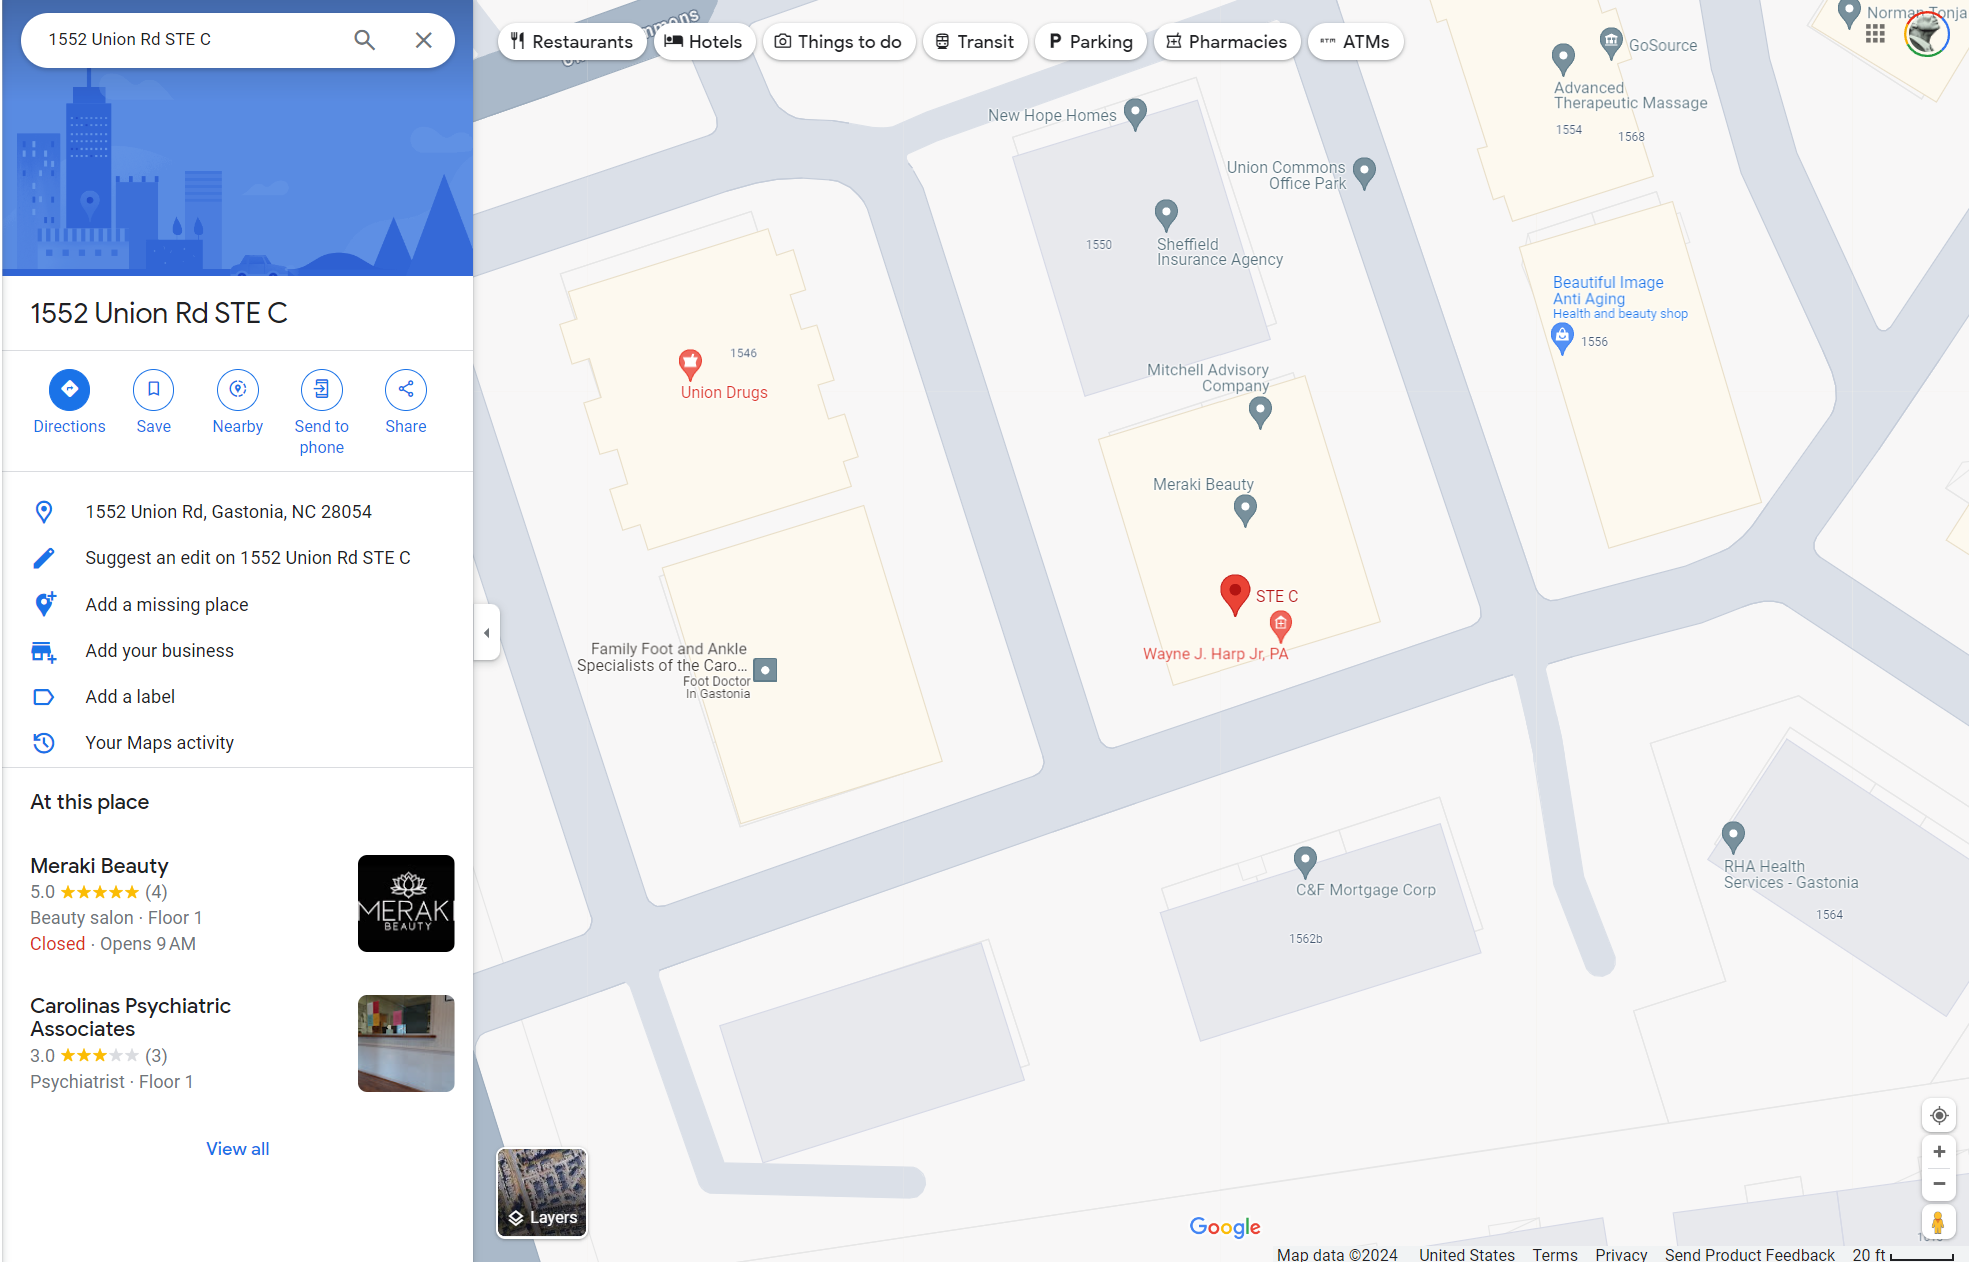 1552 Union Rd STE C
1552 Union Rd STE C
Directions
Save
Nearby
Send to
phone
Share
1552 Union Rd, Gastonia, NC 28054
Suggest an edit on 1552 Union Rd STE C
Add a missing place
Add your business
Add a label
Your Maps activity
At this place
Meraki Beauty
5.0 ★★★★★ (4)
Beauty salon · Floor 1
Closed · Opens 9 AM
MERAKI
BEAUTY
Carolinas Psychiatric
Associates
3.0 ★★★★★ (3)
Psychiatrist · Floor 1
View all
Restaurants
Hotels
Things to do
Transit
P Parking
Pharmacies
ATM ATMs
Norman Tonja
GoSource
Advanced
Therapeutic Massage
1554
1568
New Hope Homes
Union Commons
Office Park
Sheffield
Insurance Agency
1550
Beautiful Image
Anti Aging
Health and beauty shop
1556
1546
Union Drugs
Mitchell Advisory
Company
Meraki Beauty
STE C
Wayne J. Harp Jr, PA
Family Foot and Ankle
Specialists of the Caro...
Foot Doctor
In Gastonia
C&F Mortgage Corp
1562b
RHA Health
Services - Gastonia
1564
Layers
Google
Map data ©2024 United States Terms Privacy Send Product Feedback 20 ft